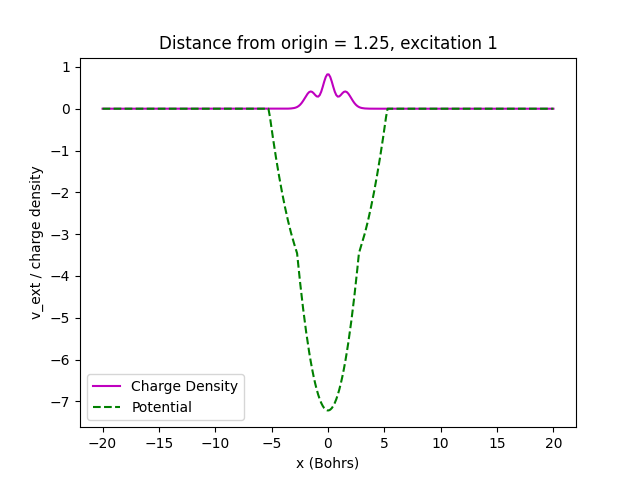 Distance from origin = 1.25, excitation 1
v_ext / charge density
1
0
−1
−2
−3
−4
−5
−6
−7
Charge Density
Potential
−20 −15 −10 −5 0 5 10 15 20
x (Bohrs)